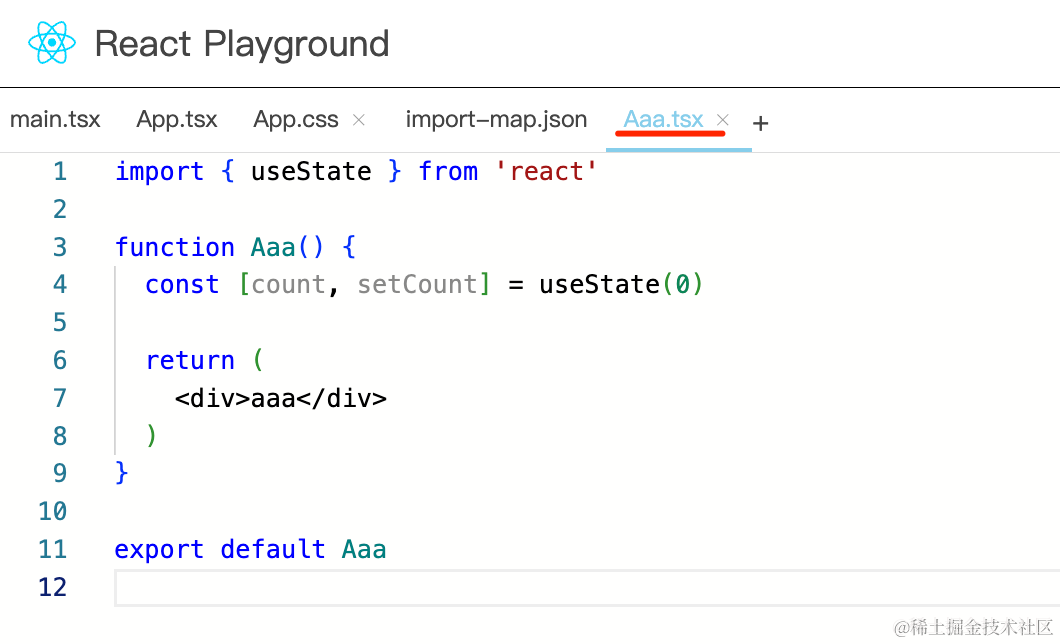 React Playground
main.tsx App.tsx App.css × import-map.json Aaa.tsx × +
1 import { useState } from 'react'
2
3 function Aaa() {
4   const [count, setCount] = useState(0)
5
6   return (
7     <div>aaa</div>
8   )
9 }
10
11 export default Aaa
12
@稀土掘金技术社区